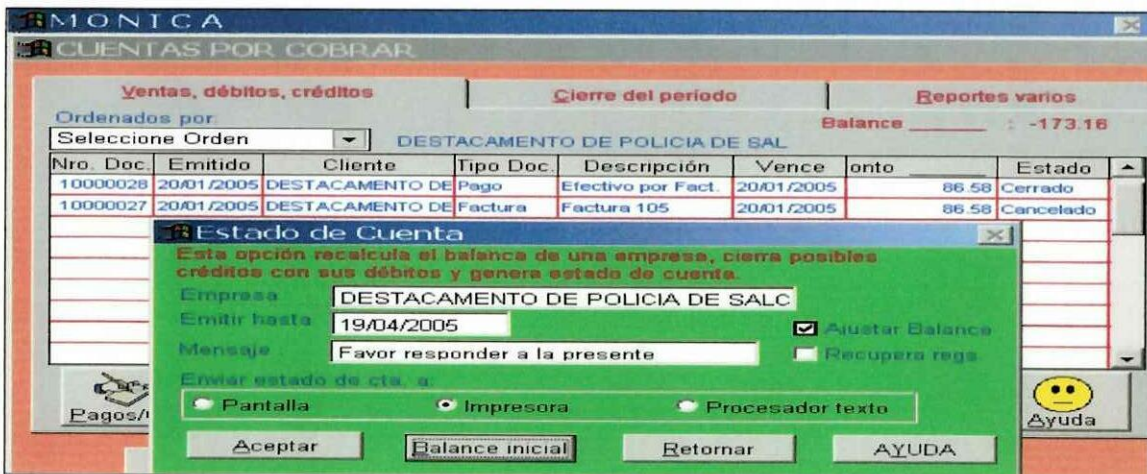 MONICA
CUENTAS POR COBRAR
Ventas, débitos, créditos Cierre del período Reportes varios
Ordenados por: Balance ______ : -173.16
Seleccione Orden DESTACAMENTO DE POLICIA DE SAL
Nro. Doc. Emitido Cliente Tipo Doc. Descripción Vence onto Estado
10000028 20/01/2005 DESTACAMENTO DE Pago Efectivo por Fact. 20/01/2005 86.58 Cerrado
10000027 20/01/2005 DESTACAMENTO DE Factura Factura 105 20/01/2005 86.58 Cancelado
Estado de Cuenta
Esta opción recalcula el balance de una empresa, cierra posibles
créditos con sus débitos y genera estado de cuenta.
Empresa DESTACAMENTO DE POLICIA DE SALC
Emitir hasta 19/04/2005 Ajustar Balance
Mensaje Favor responder a la presente Recupera regs.
Enviar estado de cta. a:
Pantalla Impresora Procesador texto
Pagos/ Ayuda
Aceptar Balance inicial Retornar AYUDA